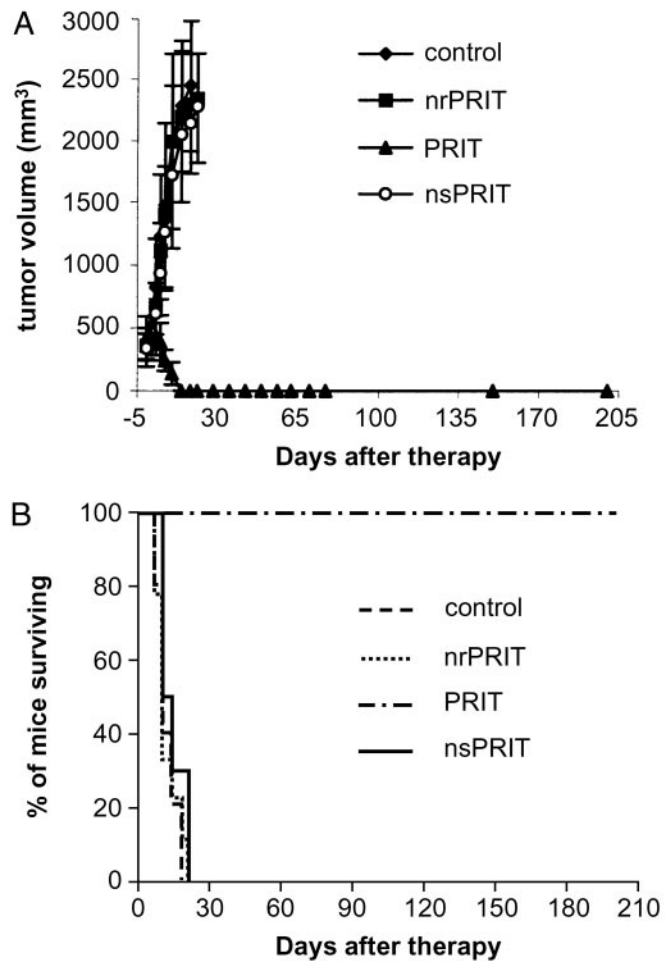 A
tumor volume (mm³)
3000
2500
2000
1500
1000
500
0
-5 30 65 100 135 170 205
Days after therapy
control
nrPRIT
PRIT
nsPRIT
B
% of mice surviving
100
80
60
40
20
0
0 30 60 90 120 150 180 210
Days after therapy
control
nrPRIT
PRIT
nsPRIT